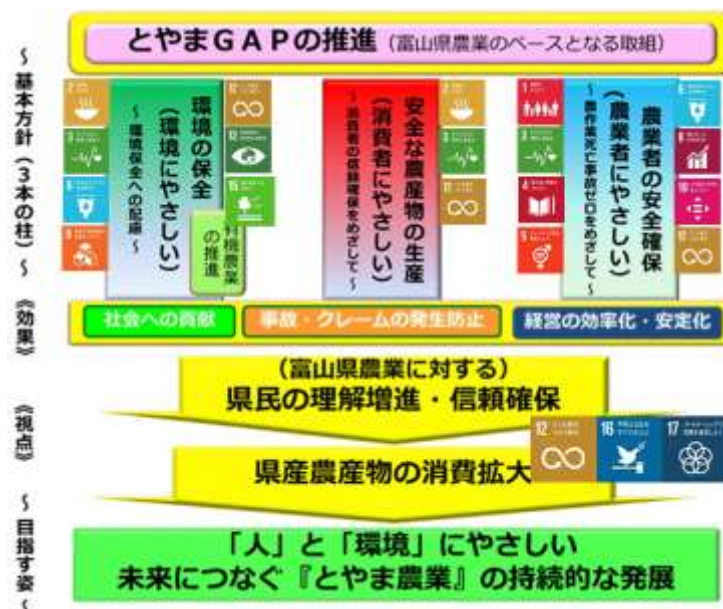 とやまGAPの推進（富山県農業のベースとなる取組）
～基本方針（３本の柱）～
環境の保全
（環境にやさしい）
～環境保全への配慮～
有機農業
の推進
安全な農産物の生産
（消費者にやさしい）
～消費者の信頼確保をめざして～
農業者の安全確保
（農業者にやさしい）
～農作業死亡事故ゼロをめざして～
《効果》
社会への貢献
事故・クレームの発生防止
経営の効率化・安定化
《視点》
（富山県農業に対する）
県民の理解増進・信頼確保
12
16
17
県産農産物の消費拡大
～目指す姿～
「人」と「環境」にやさしい
未来につなぐ『とやま農業』の持続的な発展